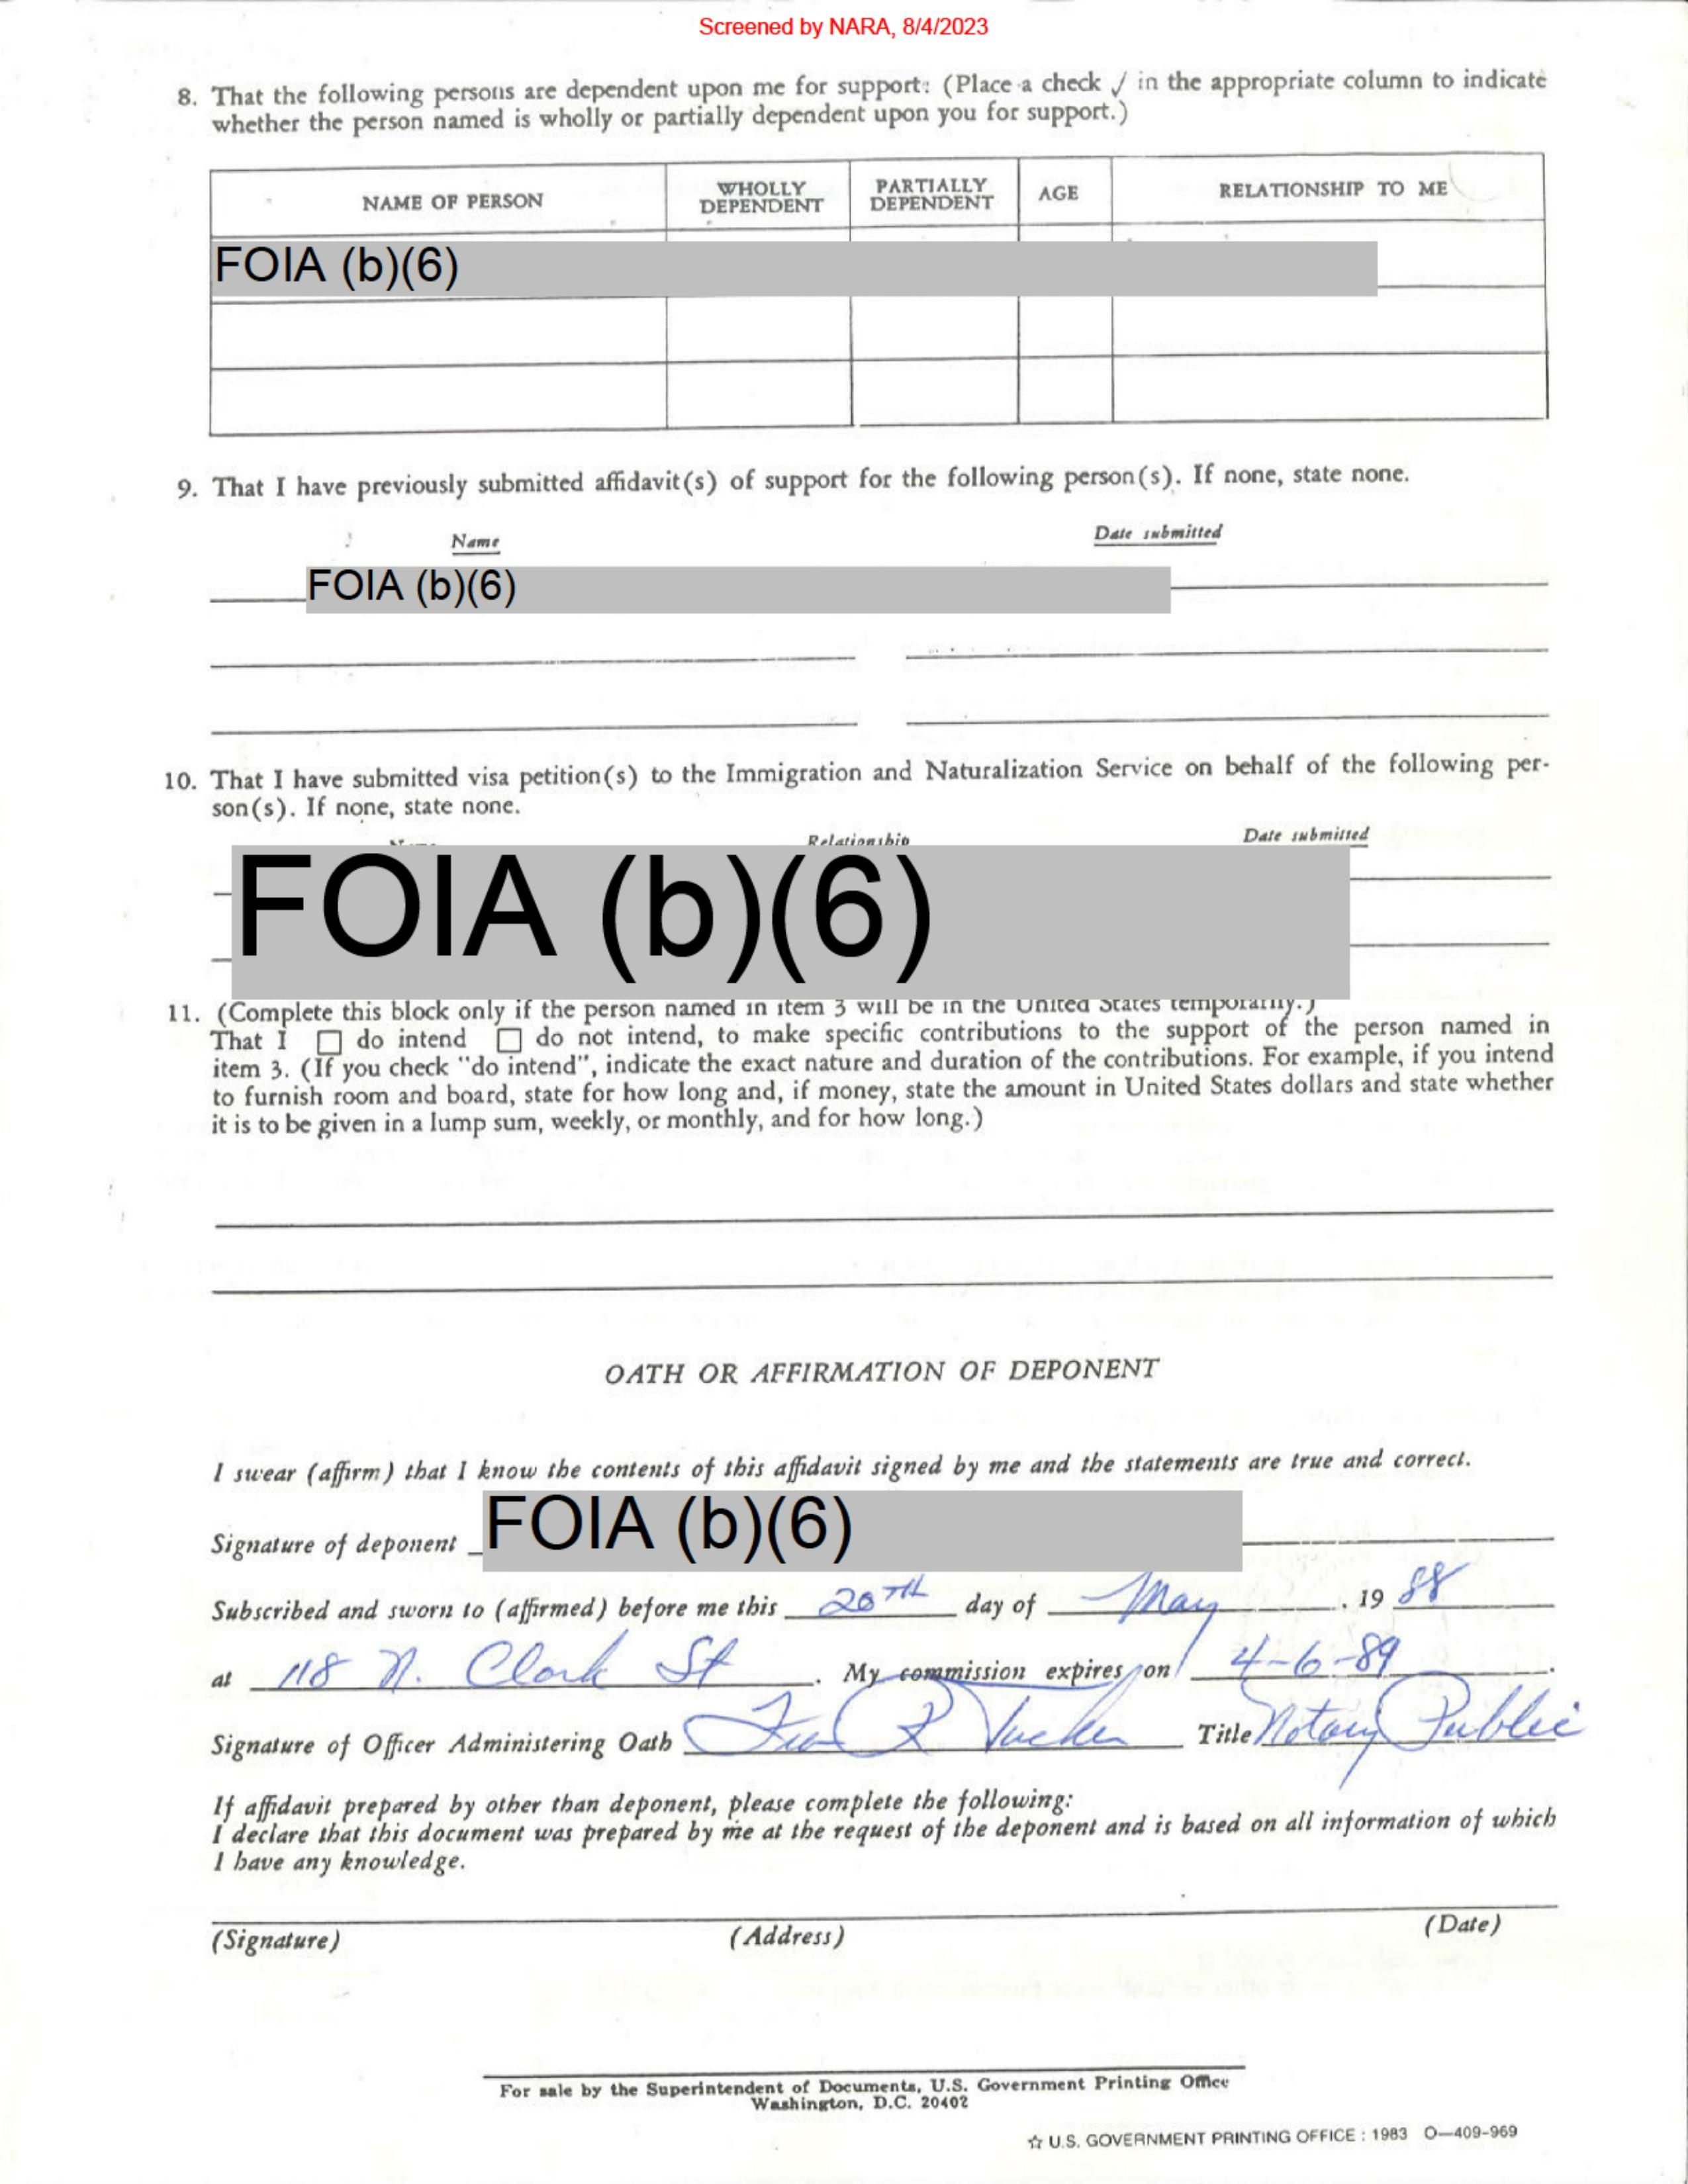 Screened by NARA, 8/4/2023
8. That the following persons are dependent upon me for support: (Place a check √ in the appropriate column to indicate
whether the person named is wholly or partially dependent upon you for support.)
NAME OF PERSON WHOLLY DEPENDENT PARTIALLY DEPENDENT AGE RELATIONSHIP TO ME
FOIA (b)(6)
9. That I have previously submitted affidavit(s) of support for the following person(s). If none, state none.
Name Date submitted
FOIA (b)(6)
10. That I have submitted visa petition(s) to the Immigration and Naturalization Service on behalf of the following per-
son(s). If none, state none.
Relationship Date submitted
FOIA (b)(6)
11. (Complete this block only if the person named in item 3 will be in the United States temporarily.)
That I □ do intend □ do not intend, to make specific contributions to the support of the person named in
item 3. (If you check "do intend", indicate the exact nature and duration of the contributions. For example, if you intend
to furnish room and board, state for how long and, if money, state the amount in United States dollars and state whether
it is to be given in a lump sum, weekly, or monthly, and for how long.)
OATH OR AFFIRMATION OF DEPONENT
I swear (affirm) that I know the contents of this affidavit signed by me and the statements are true and correct.
Signature of deponent FOIA (b)(6)
Subscribed and sworn to (affirmed) before me this 20TH day of May, 19 88
at 118 N. Clark St. My commission expires on 4-6-89.
Signature of Officer Administering Oath R Tucker Title Notary Public
If affidavit prepared by other than deponent, please complete the following:
I declare that this document was prepared by me at the request of the deponent and is based on all information of which
I have any knowledge.
(Signature) (Address) (Date)
For sale by the Superintendent of Documents, U.S. Government Printing Office
Washington, D.C. 20402
☆ U.S. GOVERNMENT PRINTING OFFICE : 1983 O—409-969